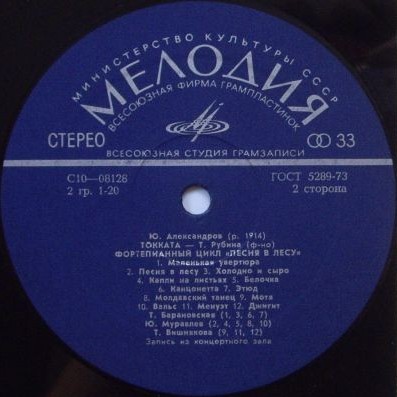 МИНИСТЕРСТВО КУЛЬТУРЫ СССР
МЕЛОДИЯ
ВСЕСОЮЗНАЯ ФИРМА ГРАМПЛАСТИНОК
СТЕРЕО
33
ВСЕСОЮЗНАЯ СТУДИЯ ГРАМЗАПИСИ
С10—08128
ГОСТ 5289-73
2 гр. 1-20
2 сторона
Ю. Александров (р. 1914)
ТОККАТА — Т. Рубина (ф-но)
ФОРТЕПИАННЫЙ ЦИКЛ «ПЕСНЯ В ЛЕСУ»
1. Маленькая увертюра
2. Песня в лесу 3. Холодно и сыро
4. Капли на листьях 5. Белочка
6. Канцонетта 7. Этюд
8. Молдавский танец 9. Мотя
10. Вальс 11. Менуэт 12. Диксит
Т. Барановская (1, 3, 6, 7)
Ю. Муравлев (2, 4, 5, 8, 10)
Т. Вишнякова (9, 11, 12)
Запись из концертного зала